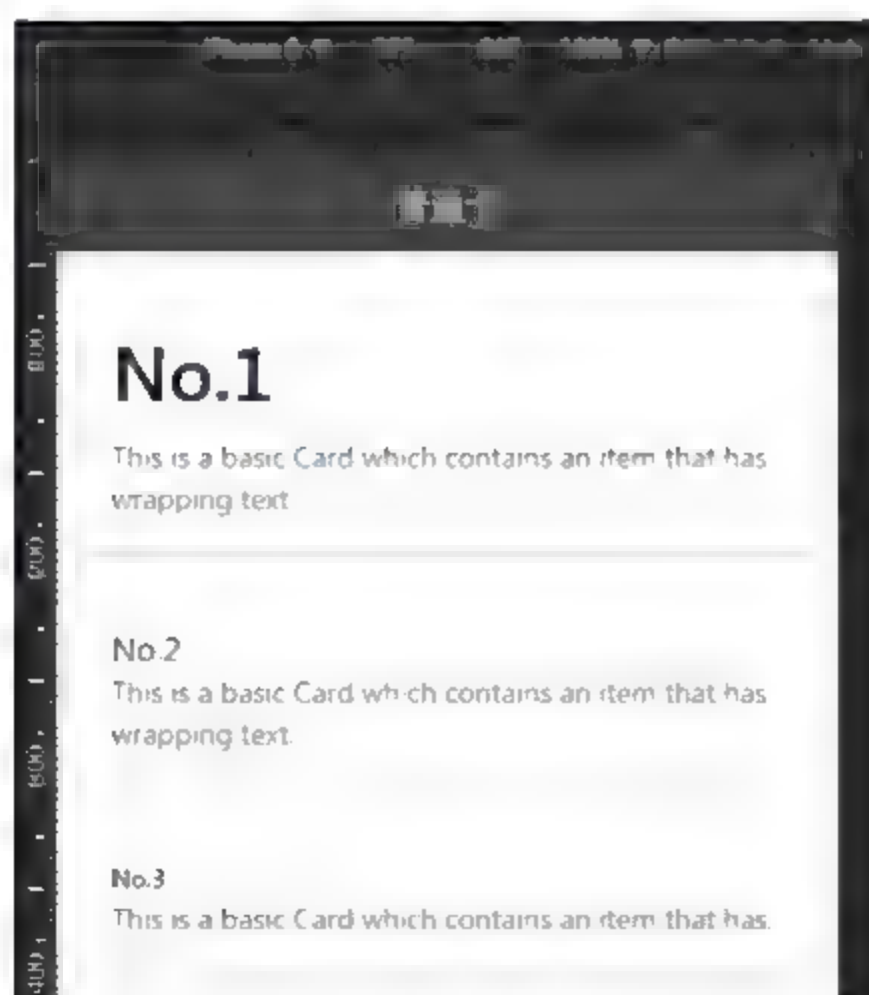 No.1
This is a basic Card which contains an item that has
wrapping text
No.2
This is a basic Card which contains an item that has
wrapping text.
No.3
This is a basic Card which contains an item that has.